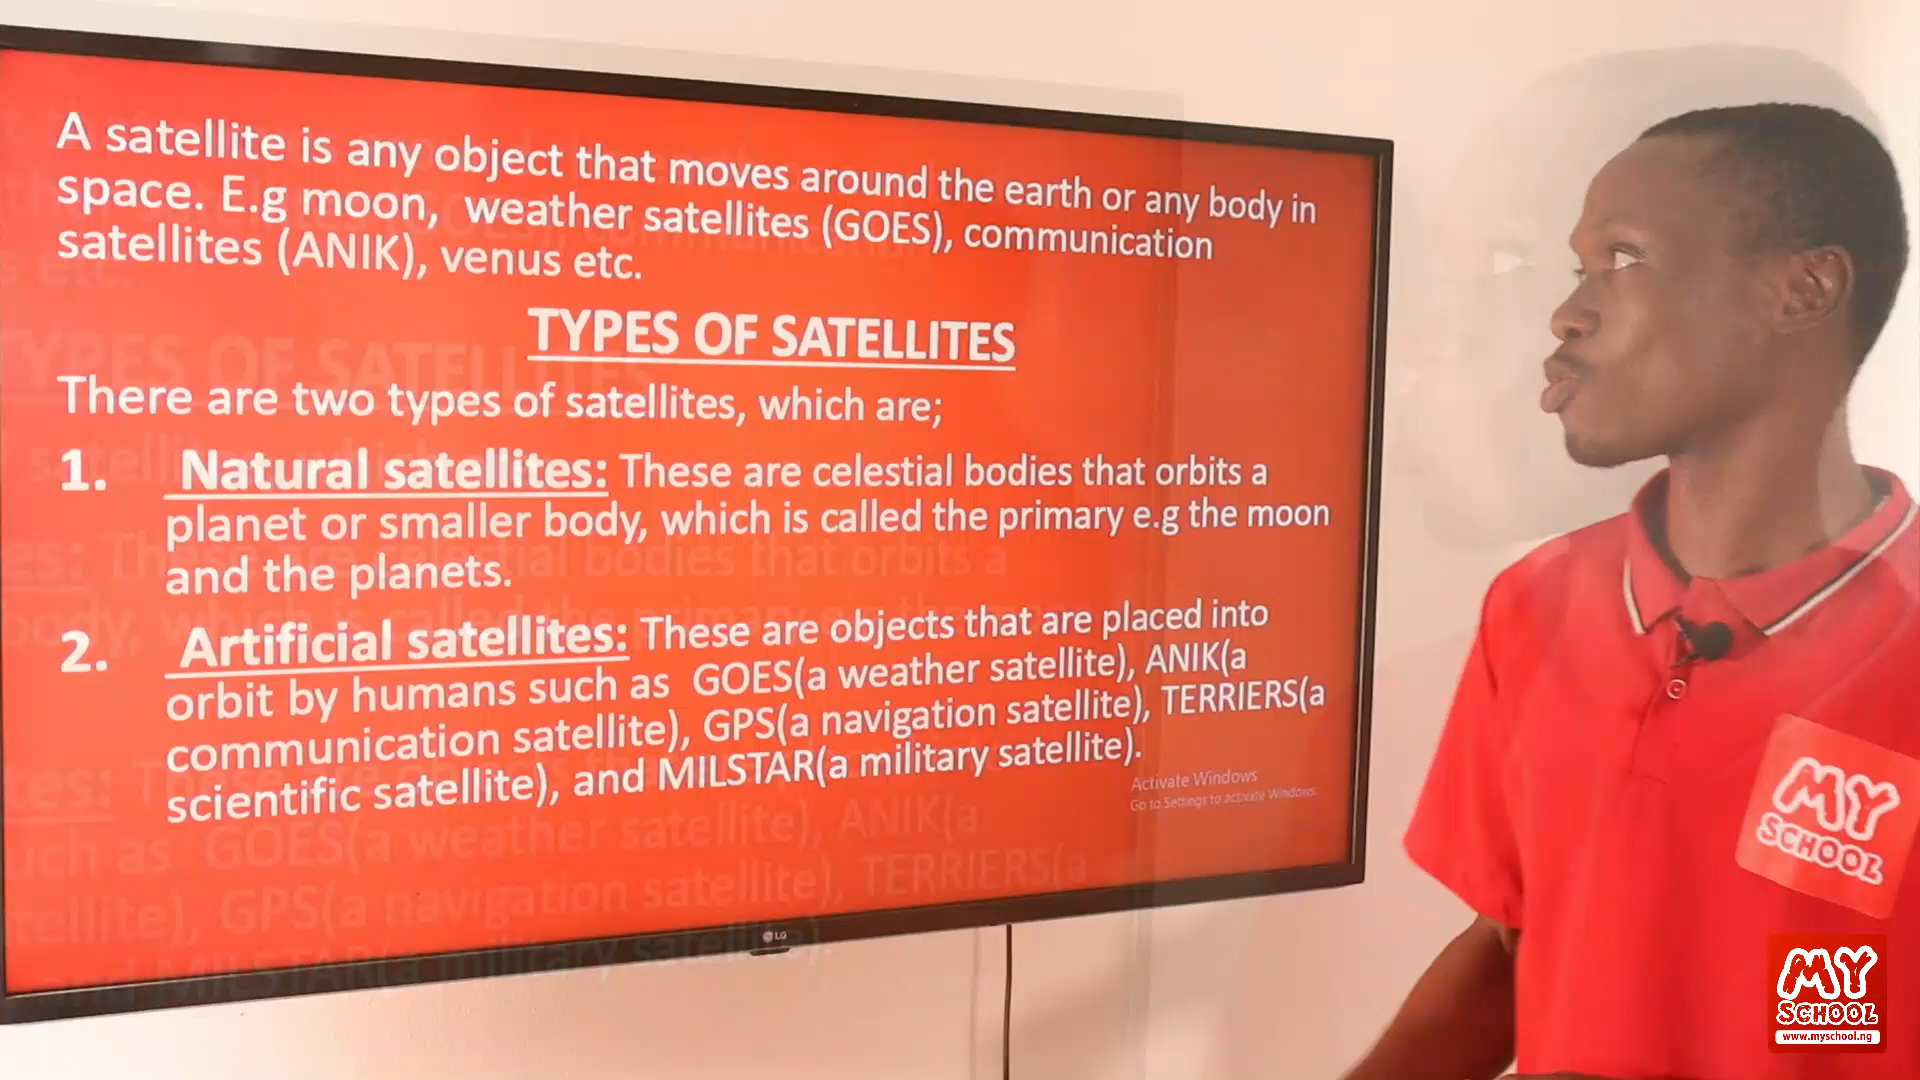 A satellite is any object that moves around the earth or any body in
space. E.g moon, weather satellites (GOES), communication
satellites (ANIK), venus etc.
TYPES OF SATELLITES
There are two types of satellites, which are;
1. Natural satellites: These are celestial bodies that orbits a
planet or smaller body, which is called the primary e.g the moon
and the planets.
2. Artificial satellites: These are objects that are placed into
orbit by humans such as GOES(a weather satellite), ANIK(a
communication satellite), GPS(a navigation satellite), TERRIERS(a
scientific satellite), and MILSTAR(a military satellite).
Activate Windows
Go to Settings to activate Windows.
LG
MY
SCHOOL
MY
SCHOOL
www.myschool.ng